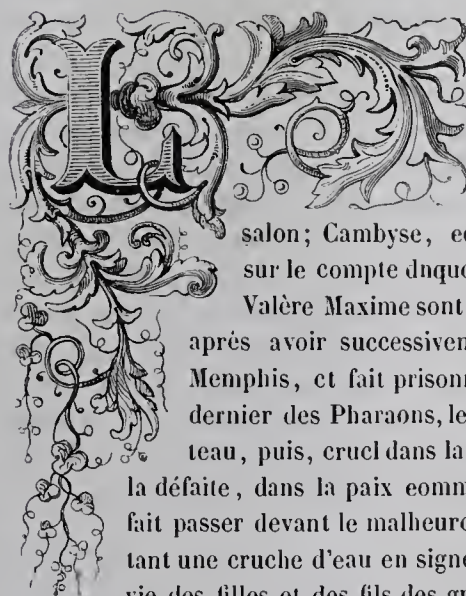 L
salon; Cambyse,
sur le compte dnque
Valère Maxime sont
après avoir successiven
Memphis, et fait prisonn
dernier des Pharaons, le
teau, puis, cruel dans la
la défaite, dans la paix comm
fait passer devant le malheure
tant une cruche d'eau en signe
vie des filles et des fils des gr